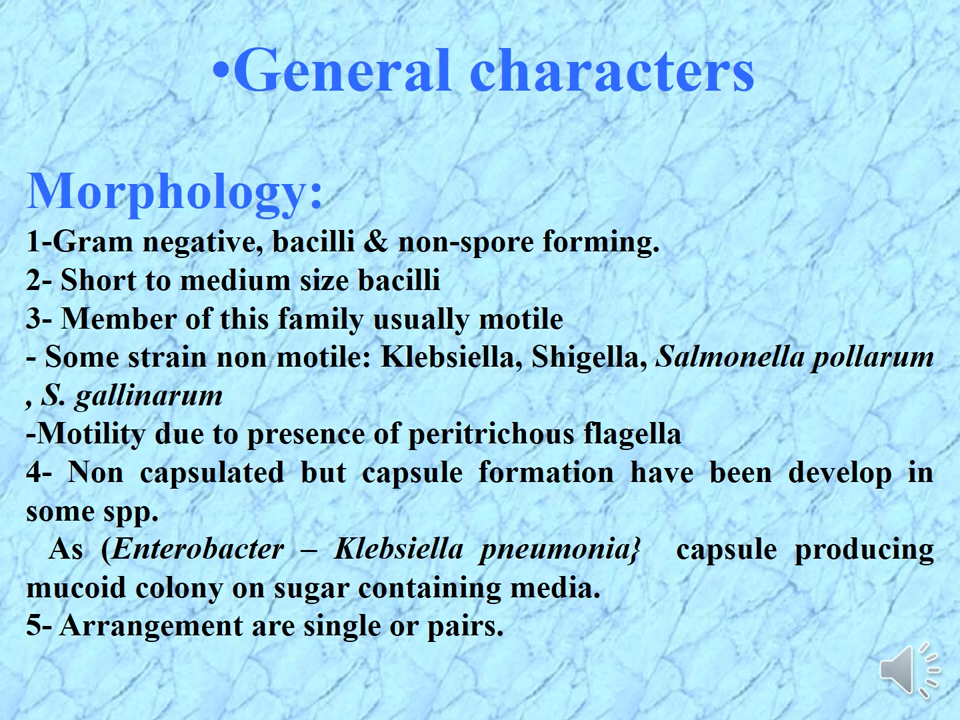 •General characters
Morphology:
1-Gram negative, bacilli & non-spore forming.
2- Short to medium size bacilli
3- Member of this family usually motile
- Some strain non motile: Klebsiella, Shigella, Salmonella pollarum
, S. gallinarum
-Motility due to presence of peritrichous flagella
4- Non capsulated but capsule formation have been develop in
some spp.
As (Enterobacter – Klebsiella pneumonia} capsule producing
mucoid colony on sugar containing media.
5- Arrangement are single or pairs.